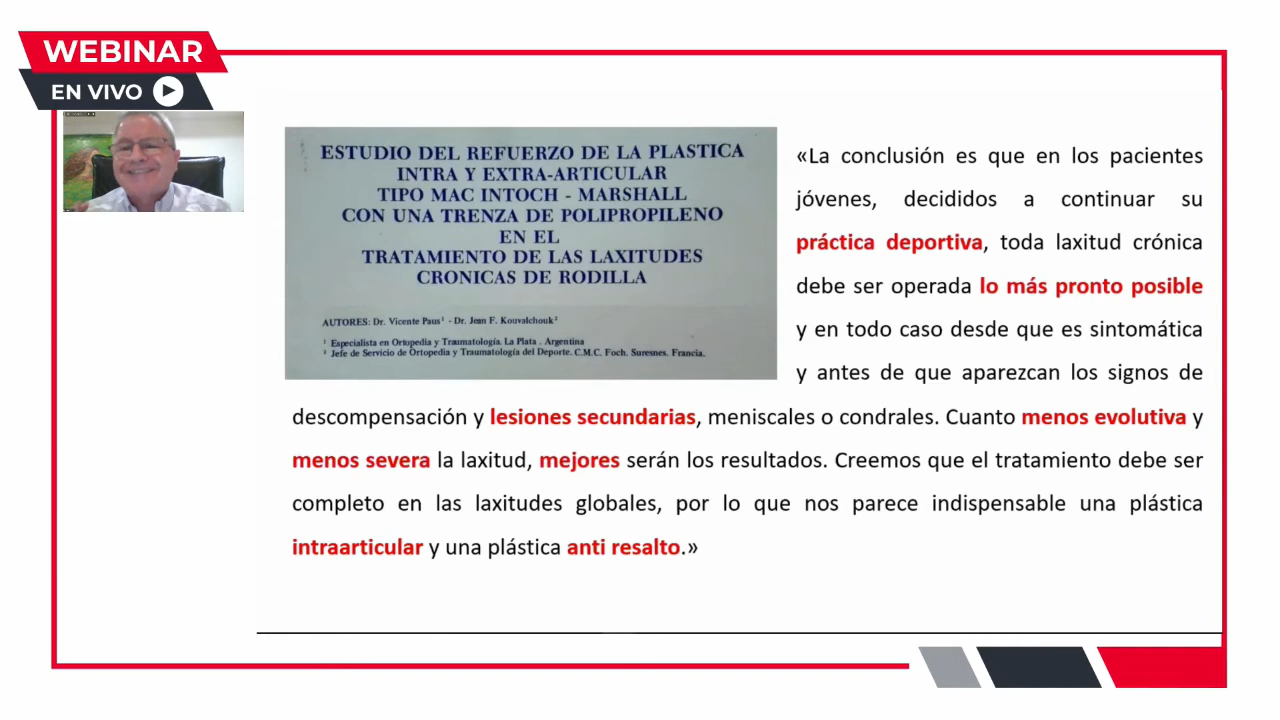 WEBINAR
EN VIVO
ESTUDIO DEL REFUERZO DE LA PLASTICA
INTRA Y EXTRA-ARTICULAR
TIPO MAC INTOCH - MARSHALL
CON UNA TRENZA DE POLIPROPILENO
EN EL
TRATAMIENTO DE LAS LAXITUDES
CRONICAS DE RODILLA
AUTORES: Dr. Vicente Paus¹ - Dr. Jean F. Kouvalchouk²
¹ Especialista en Ortopedia y Traumatología. La Plata . Argentina
² Jefe de Servicio de Ortopedia y Traumatología del Deporte. C.M.C. Foch. Suresnes. Francia.
«La conclusión es que en los pacientes
jóvenes, decididos a continuar su
práctica deportiva, toda laxitud crónica
debe ser operada lo más pronto posible
y en todo caso desde que es sintomática
y antes de que aparezcan los signos de
descompensación y lesiones secundarias, meniscales o condrales. Cuanto menos evolutiva y
menos severa la laxitud, mejores serán los resultados. Creemos que el tratamiento debe ser
completo en las laxitudes globales, por lo que nos parece indispensable una plástica
intraarticular y una plástica anti resalto.»